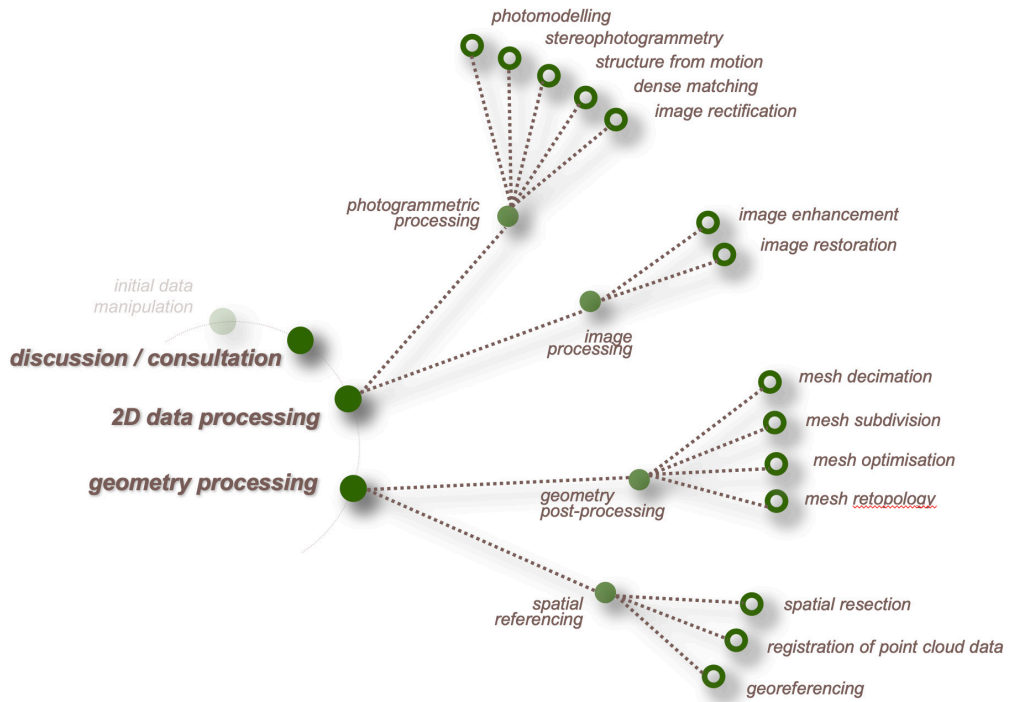 photomodelling
stereophotogrammetry
structure from motion
dense matching
image rectification
photogrammetric
processing
image enhancement
image restoration
initial data
manipulation
image
processing
discussion / consultation
2D data processing
mesh decimation
mesh subdivision
mesh optimisation
mesh retopology
geometry processing
geometry
post-processing
spatial
referencing
spatial resection
registration of point cloud data
georeferencing